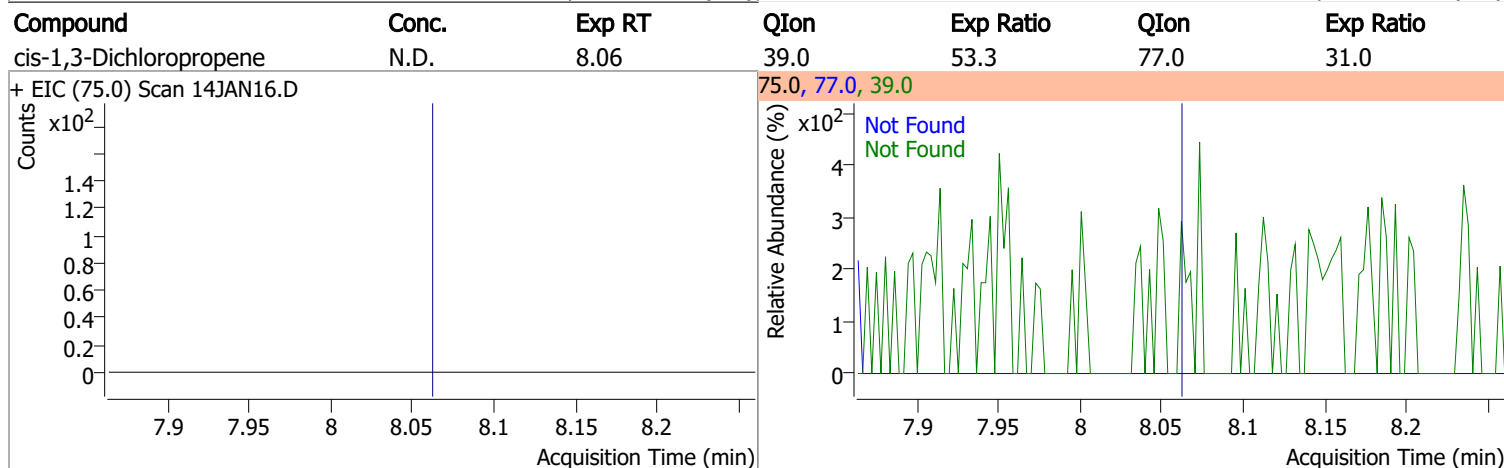 Compound Conc. Exp RT QIon Exp Ratio QIon Exp Ratio
cis-1,3-Dichloropropene N.D. 8.06 39.0 53.3 77.0 31.0
+ EIC (75.0) Scan 14JAN16.D
Counts
x10²
1.4
1.2
1
0.8
0.6
0.4
0.2
0
7.9 7.95 8 8.05 8.1 8.15 8.2
Acquisition Time (min)
75.0, 77.0, 39.0
Relative Abundance (%)
x10²
Not Found
Not Found
4
3
2
1
0
7.9 7.95 8 8.05 8.1 8.15 8.2
Acquisition Time (min)